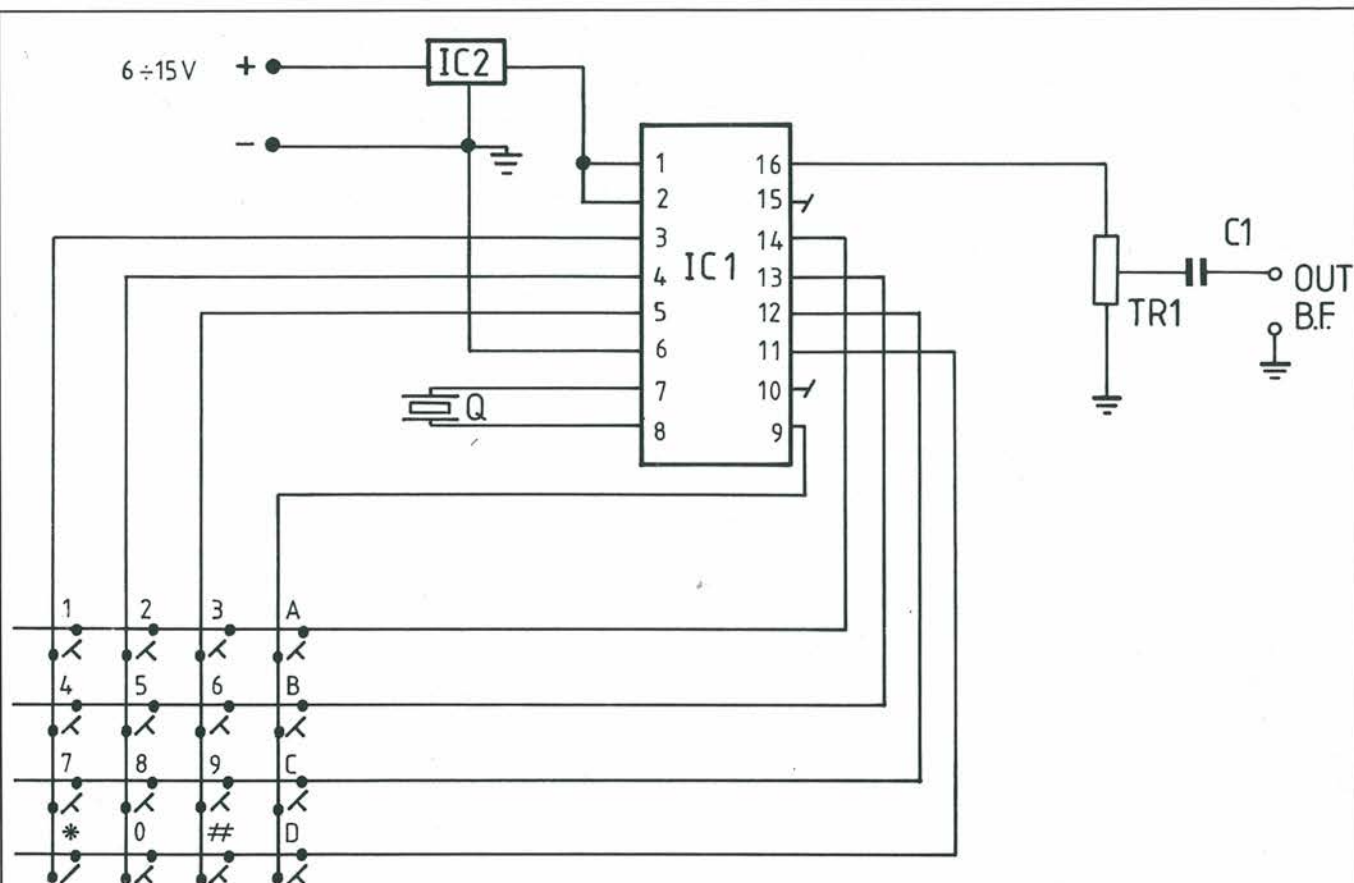 6÷15V + IC2
−
1 16
2 15
3 14
IC1
4 13
5 12
6 11
7 10
8 9
Q
C1
OUT
B.F.
TR1
1 2 3 A
4 5 6 B
7 8 9 C
* 0 # D